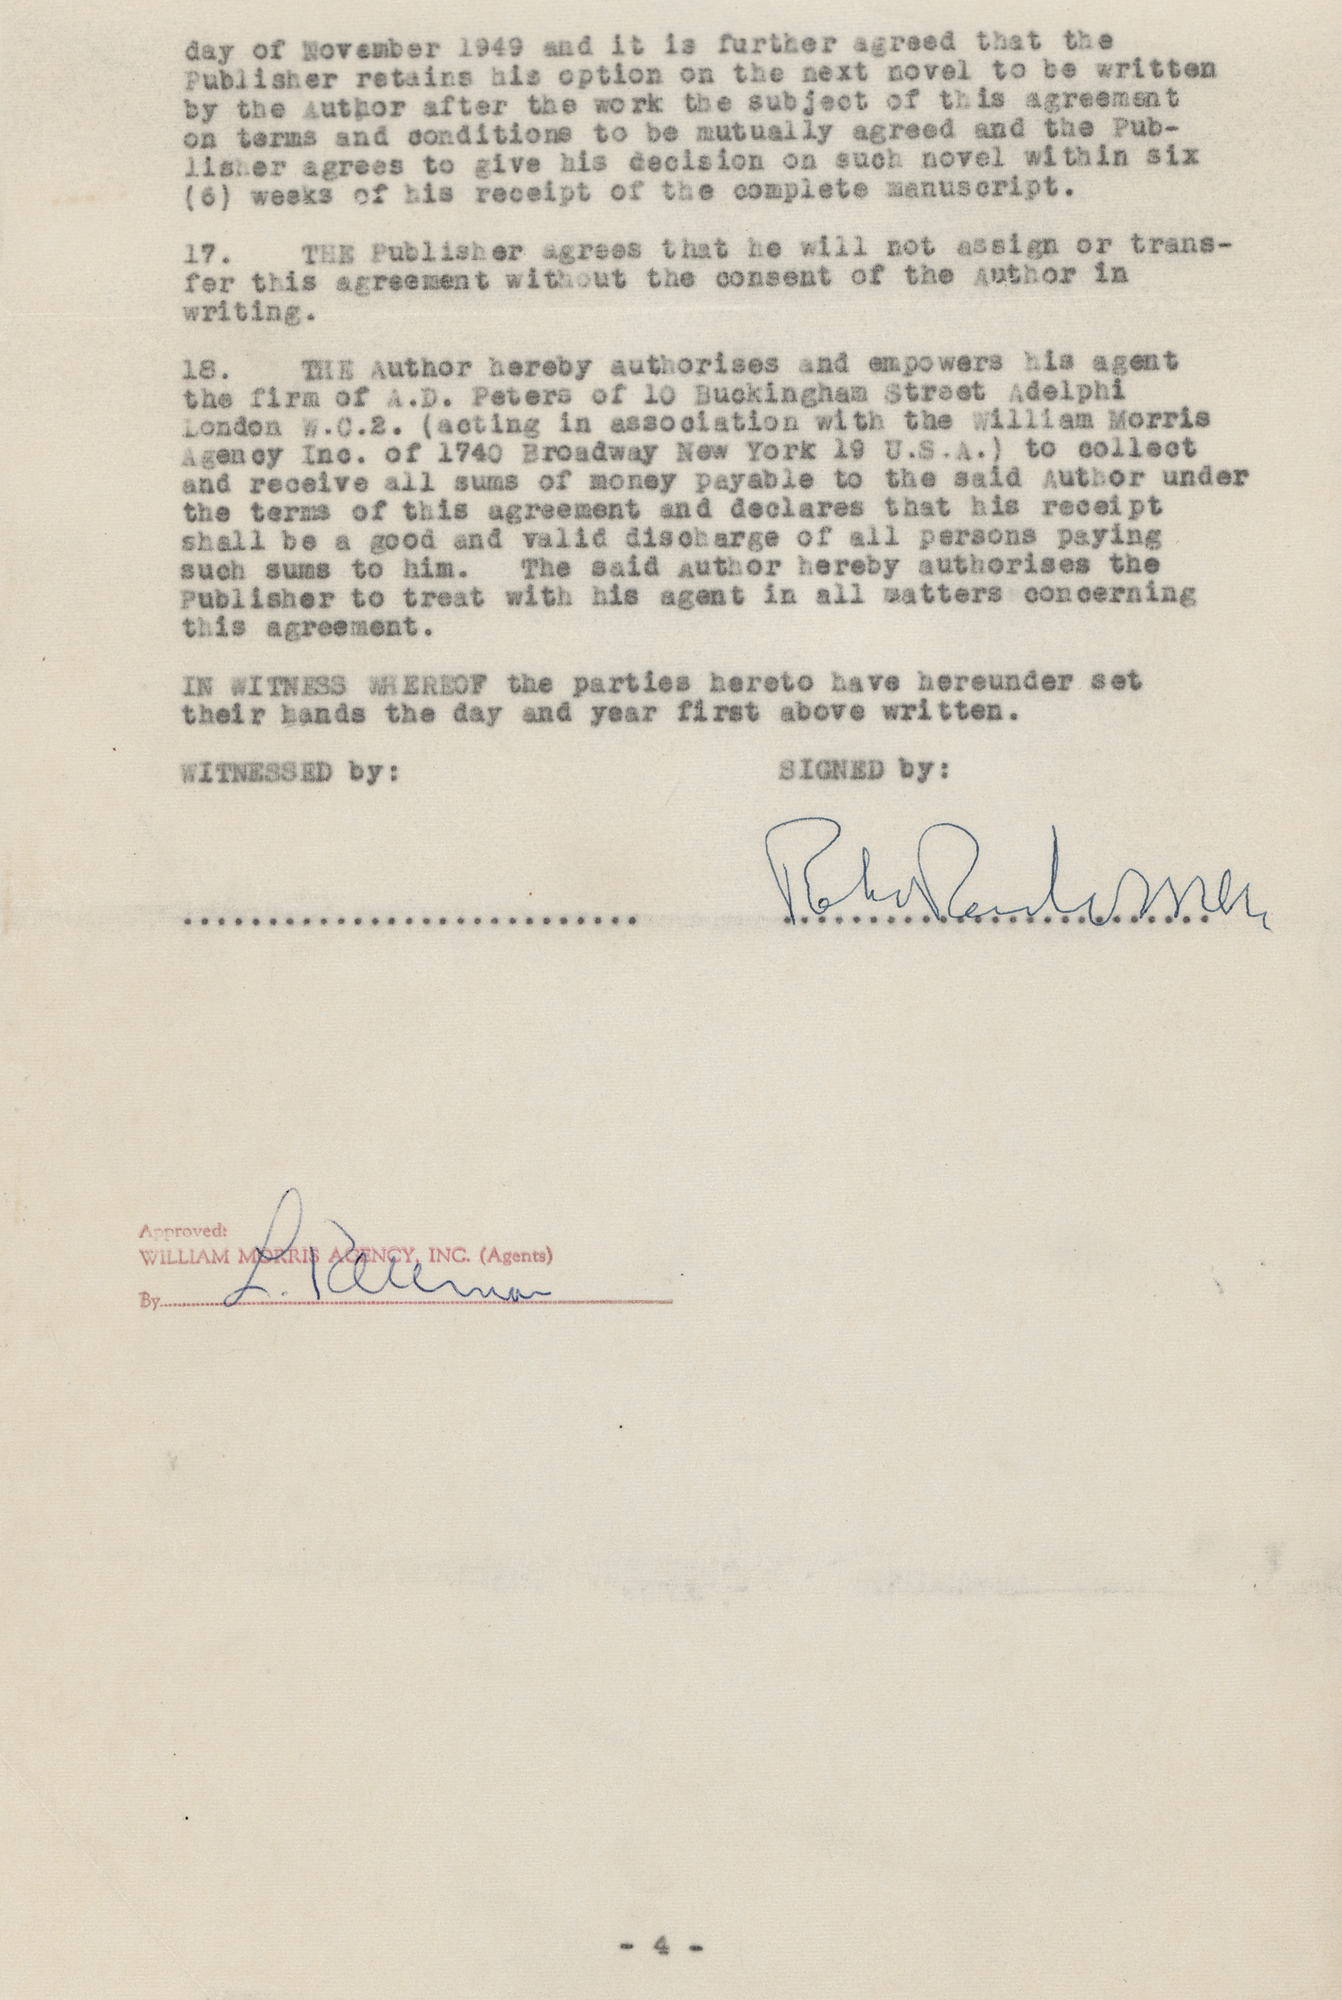 day of November 1949 and it is further agreed that the
Publisher retains his option on the next novel to be written
by the Author after the work the subject of this agreement
on terms and conditions to be mutually agreed and the Pub-
lisher agrees to give his decision on such novel within six
(6) weeks of his receipt of the complete manuscript.
17. THE Publisher agrees that he will not assign or trans-
fer this agreement without the consent of the Author in
writing.
18. THE Author hereby authorises and empowers his agent
the firm of A.D. Peters of 10 Buckingham Street Adelphi
London W.C.2. (acting in association with the William Morris
Agency Inc. of 1740 Broadway New York 19 U.S.A.) to collect
and receive all sums of money payable to the said Author under
the terms of this agreement and declares that his receipt
shall be a good and valid discharge of all persons paying
such sums to him. The said Author hereby authorises the
Publisher to treat with his agent in all matters concerning
this agreement.
IN WITNESS WHEREOF the parties hereto have hereunder set
their hands the day and year first above written.
WITNESSED by: SIGNED by:
Approved:
WILLIAM MORRIS AGENCY, INC. (Agents)
By L.
- 4 -